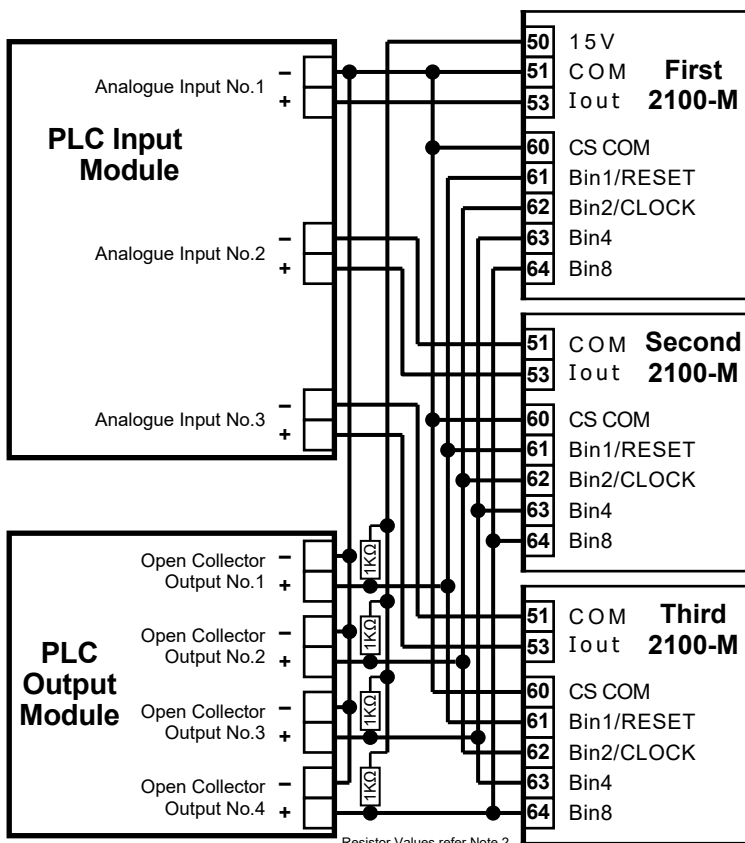 PLC Input
Module
Analogue Input No.1
−
+
Analogue Input No.2
−
+
Analogue Input No.3
−
+
PLC
Output
Module
Open Collector
Output No.1
−
+
Open Collector
Output No.2
−
+
Open Collector
Output No.3
−
+
Open Collector
Output No.4
−
+
1KΩ
1KΩ
1KΩ
1KΩ
Resistor Values refer Note 2
First
2100-M
50 15V
51 COM
53 Iout
60 CS COM
61 Bin1/RESET
62 Bin2/CLOCK
63 Bin4
64 Bin8
Second
2100-M
51 COM
53 Iout
60 CS COM
61 Bin1/RESET
62 Bin2/CLOCK
63 Bin4
64 Bin8
Third
2100-M
51 COM
53 Iout
60 CS COM
61 Bin1/RESET
62 Bin2/CLOCK
63 Bin4
64 Bin8